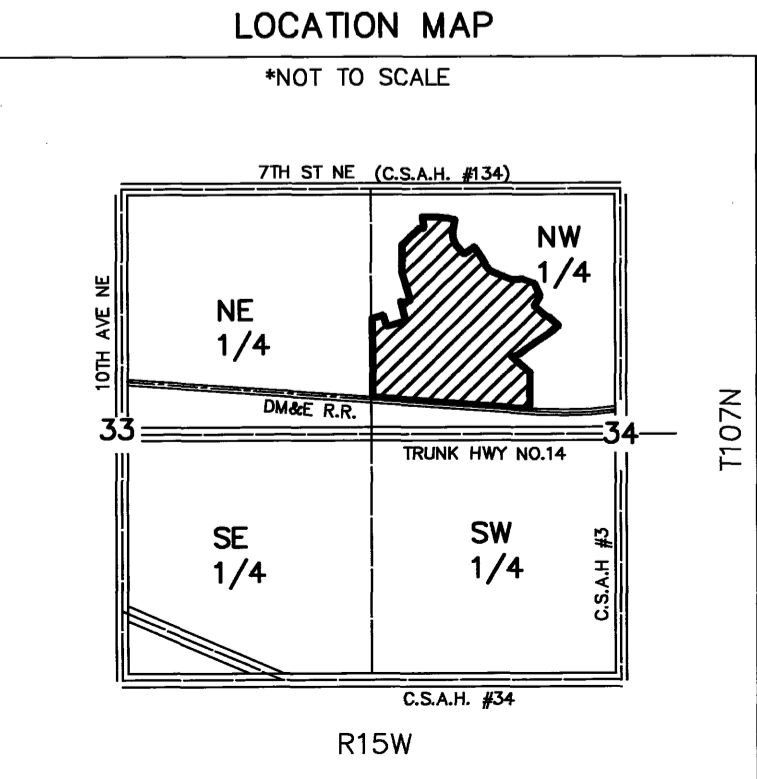 LOCATION MAP
*NOT TO SCALE
7TH ST NE (C.S.A.H. #134)
NW
1/4
NE
1/4
10TH AVE NE
DM&E R.R.
33
34
TRUNK HWY NO.14
T107N
SE
1/4
SW
1/4
C.S.A.H #3
C.S.A.H. #34
R15W